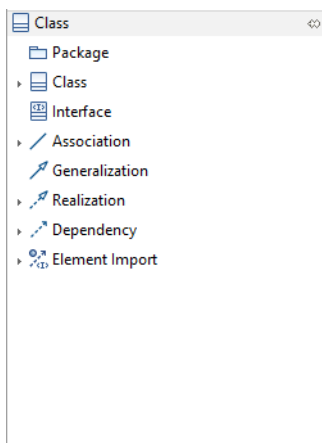 Class
Package
Class
Interface
Association
Generalization
Realization
Dependency
Element Import